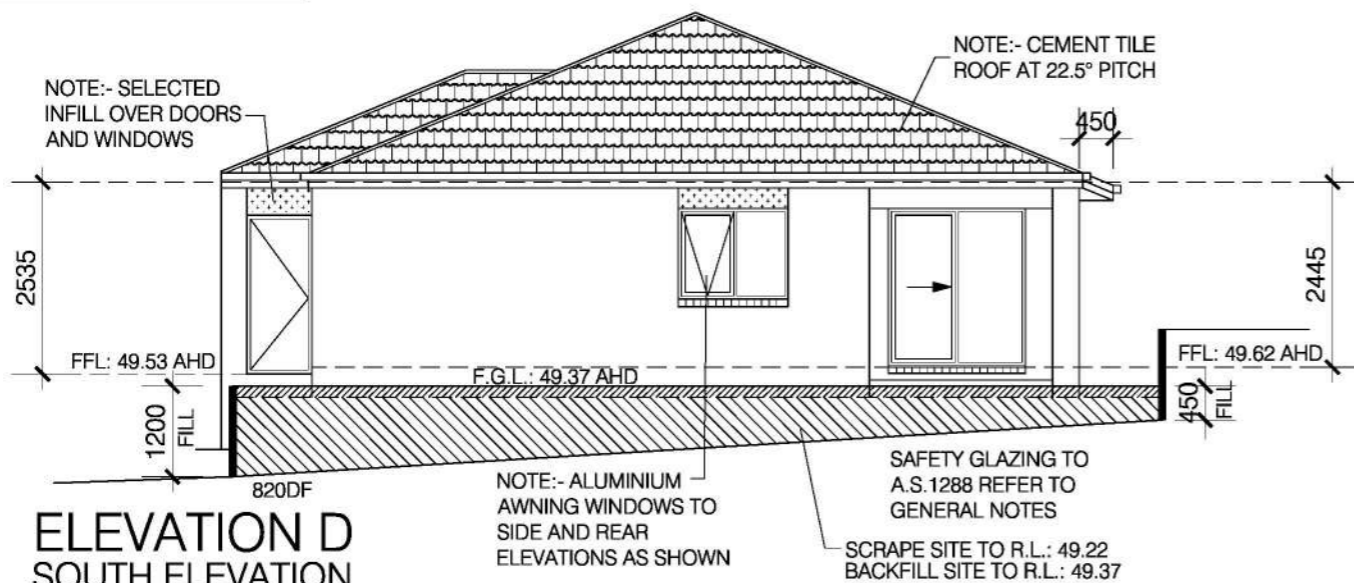 NOTE:- CEMENT TILE
ROOF AT 22.5° PITCH
NOTE:- SELECTED
INFILL OVER DOORS
AND WINDOWS
450
2535
2445
FFL: 49.53 AHD
F.G.L.: 49.37 AHD
FFL: 49.62 AHD
1200
FILL
450
FILL
820DF
NOTE:- ALUMINIUM
AWNING WINDOWS TO
SIDE AND REAR
ELEVATIONS AS SHOWN
SAFETY GLAZING TO
A.S.1288 REFER TO
GENERAL NOTES
SCRAPE SITE TO R.L.: 49.22
BACKFILL SITE TO R.L.: 49.37
ELEVATION D
SOUTH ELEVATION